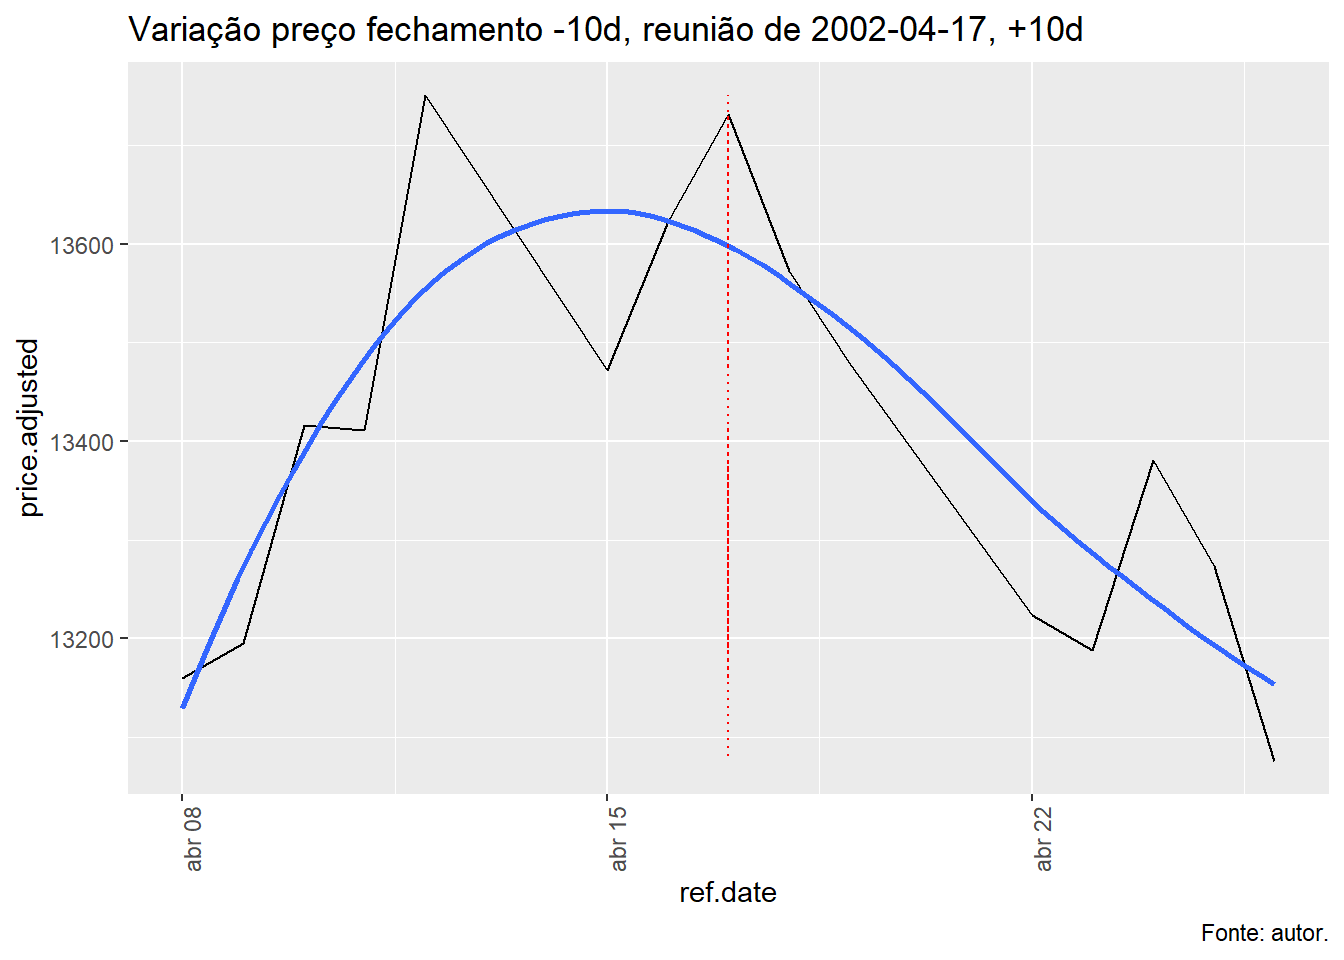 Variação preço fechamento -10d, reunião de 2002-04-17, +10d
price.adjusted
13600
13400
13200
abr 08
abr 15
abr 22
ref.date
Fonte: autor.